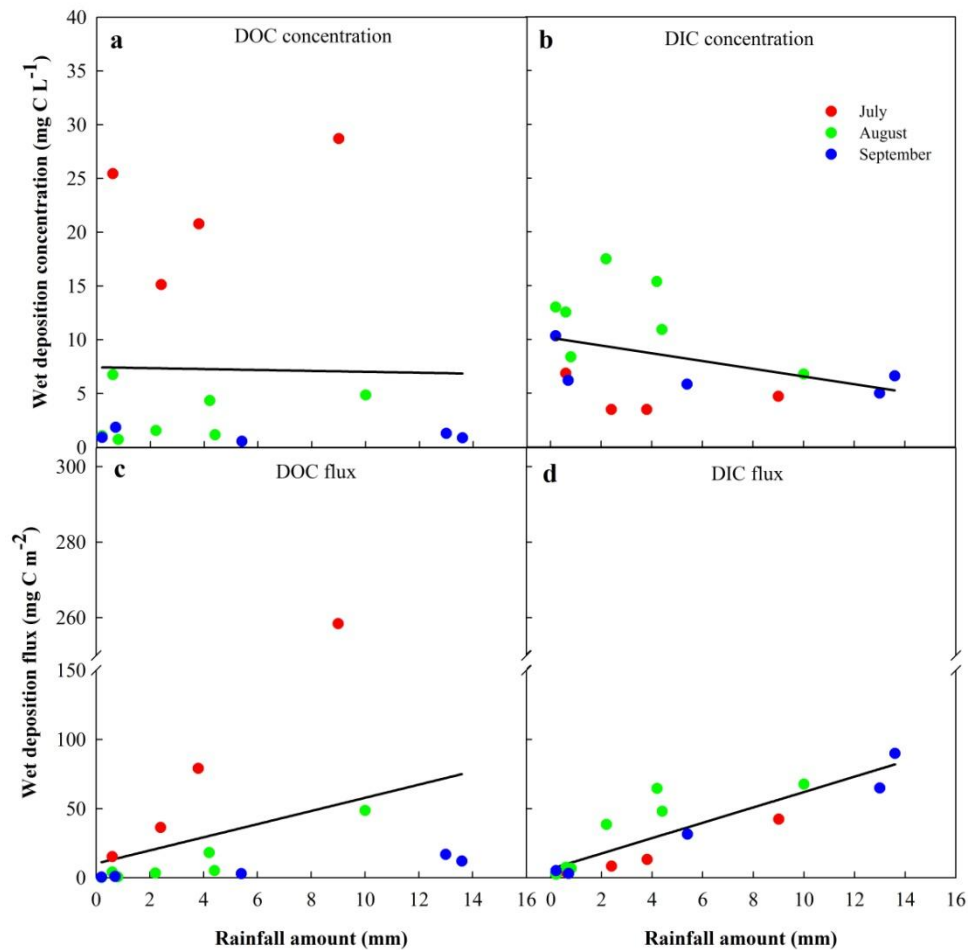 a
DOC concentration
b
DIC concentration
July
August
September
Wet deposition concentration (mg C L⁻¹)
40
35
30
25
20
15
10
5
0
c
DOC flux
d
DIC flux
Wet deposition flux (mg C m⁻²)
300
280
260
150
100
50
0
0 2 4 6 8 10 12 14 16
0 2 4 6 8 10 12 14 16
Rainfall amount (mm)
Rainfall amount (mm)